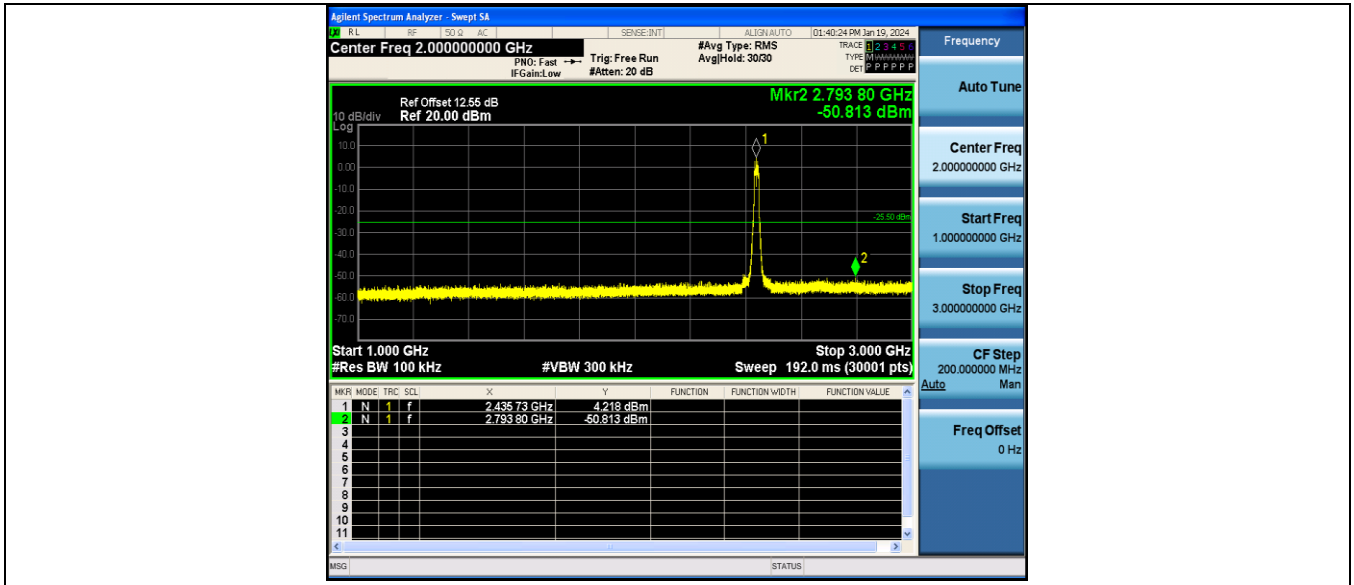 Agilent Spectrum Analyzer - Swept SA
LXI RL RF 50 Ω AC SENSE:INT ALIGN AUTO 01:40:24 PM Jan 19, 2024
Center Freq 2.000000000 GHz
#Avg Type: RMS
TRACE 1 2 3 4 5 6
PNO: Fast Trig: Free Run Avg|Hold: 30/30
TYPE M WWWWW
IFGain:Low #Atten: 20 dB
DET P P P P P P
Mkr2 2.793 80 GHz
Ref Offset 12.55 dB
10 dB/div Ref 20.00 dBm -50.813 dBm
Log
10.0
0.00
-10.0
-20.0
-30.0
-40.0
-50.0
-60.0
-70.0
1
-25.50 dBm
2
Start 1.000 GHz Stop 3.000 GHz
#Res BW 100 kHz #VBW 300 kHz Sweep 192.0 ms (30001 pts)
MKR MODE TRC SCL X Y FUNCTION FUNCTION WIDTH FUNCTION VALUE
1 N 1 f 2.435 73 GHz 4.218 dBm
2 N 1 f 2.793 80 GHz -50.813 dBm
3
4
5
6
7
8
9
10
11
MSG STATUS
Frequency
Auto Tune
Center Freq
2.000000000 GHz
Start Freq
1.000000000 GHz
Stop Freq
3.000000000 GHz
CF Step
200.000000 MHz
Auto Man
Freq Offset
0 Hz